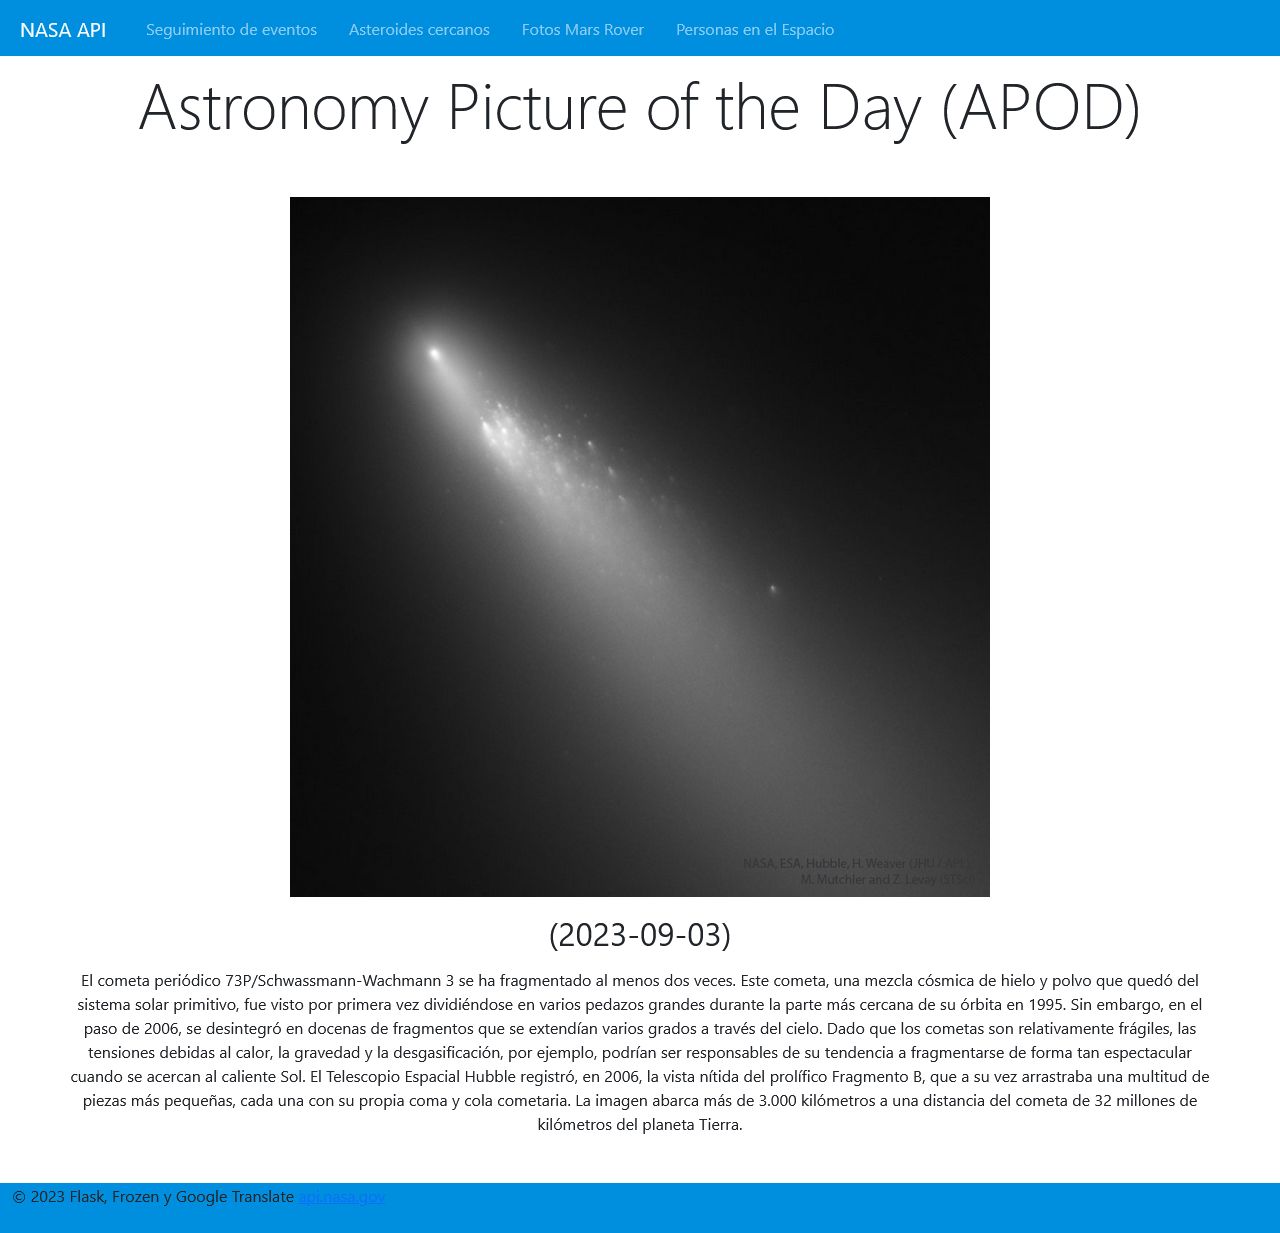 NASA API Seguimiento de eventos Asteroides cercanos Fotos Mars Rover Personas en el Espacio
Astronomy Picture of the Day (APOD)
NASA, ESA, Hubble, H. Weaver (JHU / APL),
M. Mutchler and Z. Levay (STScI)
(2023-09-03)
El cometa periódico 73P/Schwassmann-Wachmann 3 se ha fragmentado al menos dos veces. Este cometa, una mezcla cósmica de hielo y polvo que quedó del
sistema solar primitivo, fue visto por primera vez dividiéndose en varios pedazos grandes durante la parte más cercana de su órbita en 1995. Sin embargo, en el
paso de 2006, se desintegró en docenas de fragmentos que se extendían varios grados a través del cielo. Dado que los cometas son relativamente frágiles, las
tensiones debidas al calor, la gravedad y la desgasificación, por ejemplo, podrían ser responsables de su tendencia a fragmentarse de forma tan espectacular
cuando se acercan al caliente Sol. El Telescopio Espacial Hubble registró, en 2006, la vista nítida del prolífico Fragmento B, que a su vez arrastraba una multitud de
piezas más pequeñas, cada una con su propia coma y cola cometaria. La imagen abarca más de 3.000 kilómetros a una distancia del cometa de 32 millones de
kilómetros del planeta Tierra.
© 2023 Flask, Frozen y Google Translate api.nasa.gov